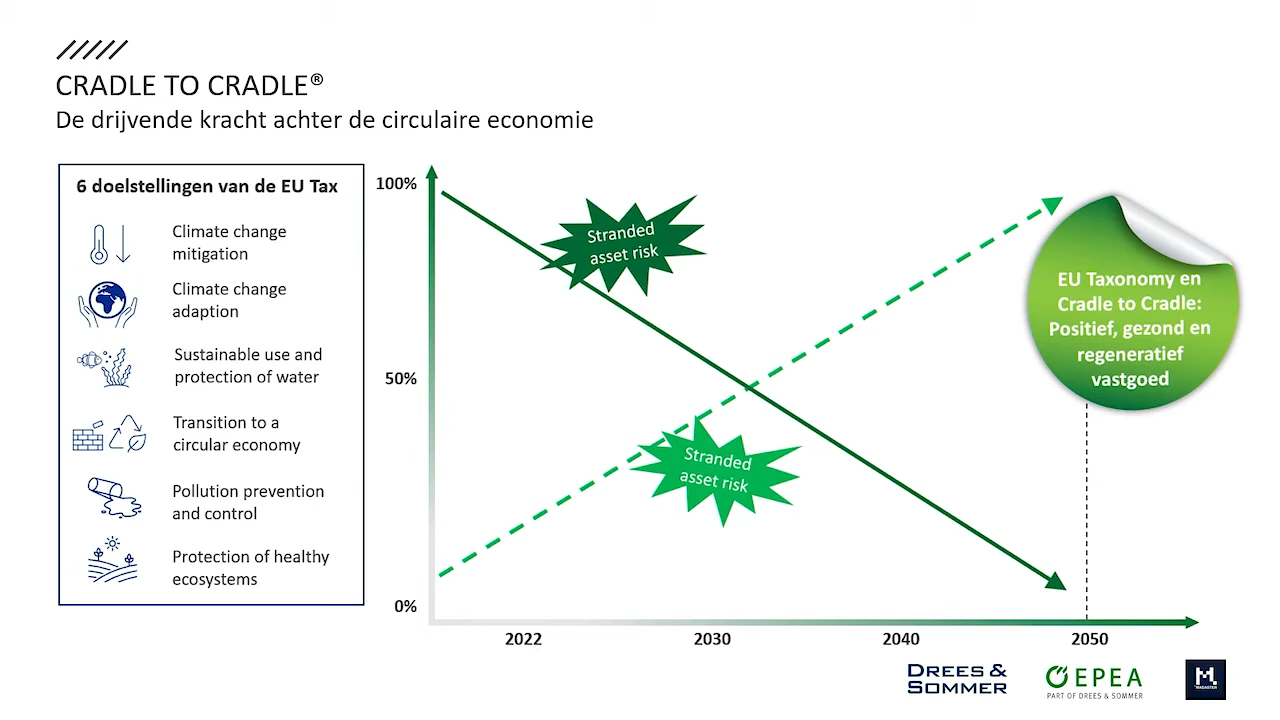 CRADLE TO CRADLE®
De drijvende kracht achter de circulaire economie
6 doelstellingen van de EU Tax
Climate change
mitigation
Climate change
adaption
Sustainable use and
protection of water
Transition to a
circular economy
Pollution prevention
and control
Protection of healthy
ecosystems
100%
50%
0%
Stranded
asset risk
Stranded
asset risk
EU Taxonomy en
Cradle to Cradle:
Positief, gezond en
regeneratief
vastgoed
2022
2030
2040
2050
DREES &
SOMMER
EPEA
PART OF DREES & SOMMER
M.
MADASTER